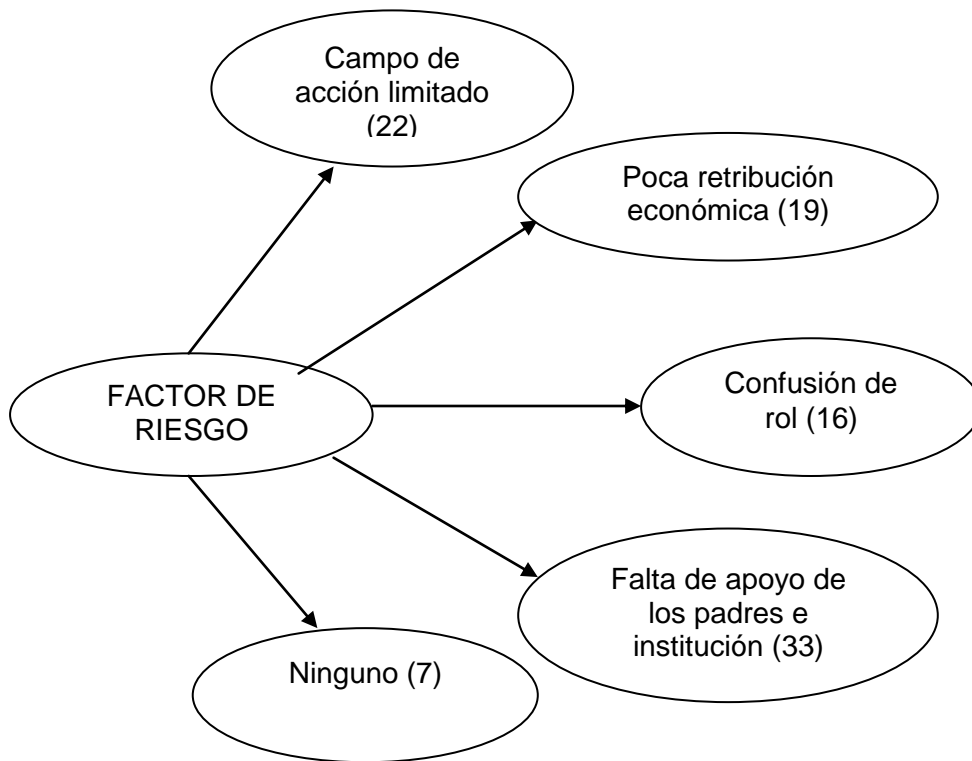 Campo de
acción limitado
(22)
Poca retribución
económica (19)
FACTOR DE
RIESGO
Confusión de
rol (16)
Falta de apoyo de
los padres e
institución (33)
Ninguno (7)